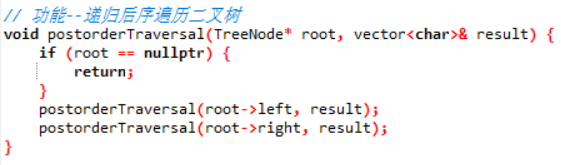 // 功能--递归后序遍历二叉树
void postorderTraversal(TreeNode* root, vector<char>& result) {
    if (root == nullptr) {
        return;
    }
    postorderTraversal(root->left, result);
    postorderTraversal(root->right, result);
}